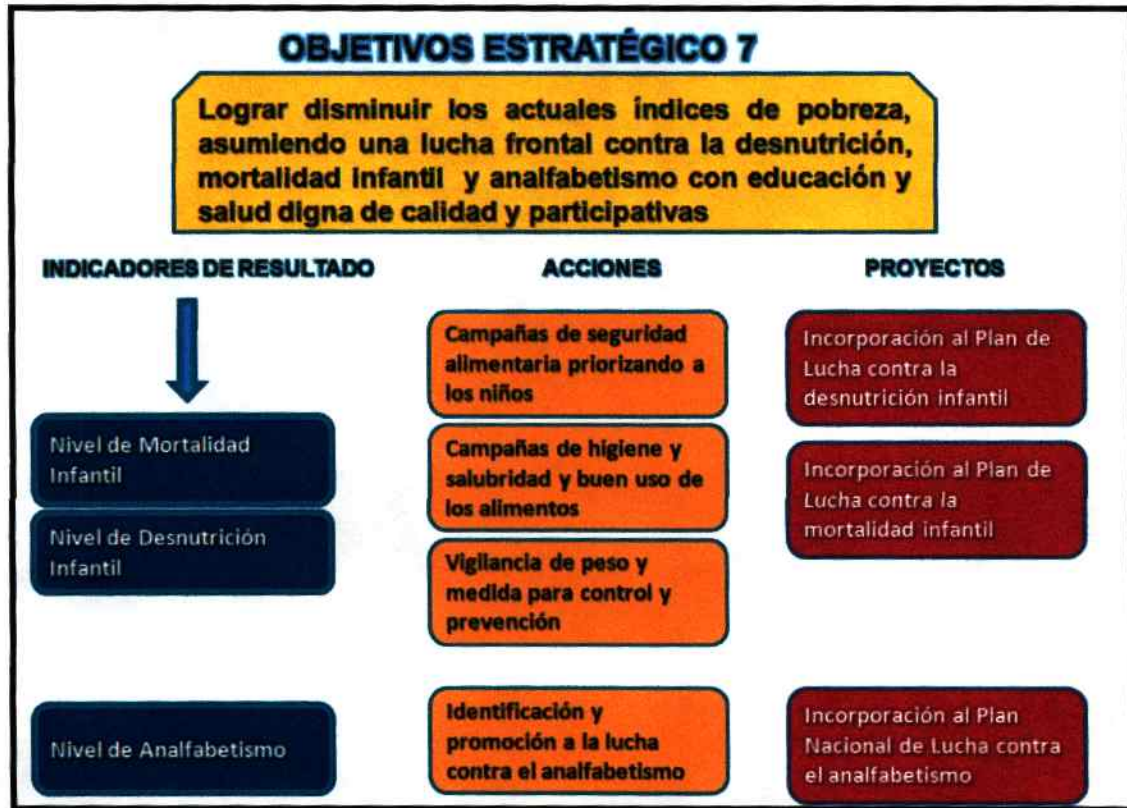 OBJETIVOS ESTRATÉGICO 7
Lograr disminuir los actuales índices de pobreza,
asumiendo una lucha frontal contra la desnutrición,
mortalidad infantil y analfabetismo con educación y
salud digna de calidad y participativas
INDICADORES DE RESULTADO
Nivel de Mortalidad
Infantil
Nivel de Desnutrición
Infantil
Nivel de Analfabetismo
ACCIONES
Campañas de seguridad
alimentaria priorizando a
los niños
Campañas de higiene y
salubridad y buen uso de
los alimentos
Vigilancia de peso y
medida para control y
prevención
Identificación y
promoción a la lucha
contra el analfabetismo
PROYECTOS
Incorporación al Plan de
Lucha contra la
desnutrición infantil
Incorporación al Plan de
Lucha contra la
mortalidad infantil
Incorporación al Plan
Nacional de Lucha contra
el analfabetismo